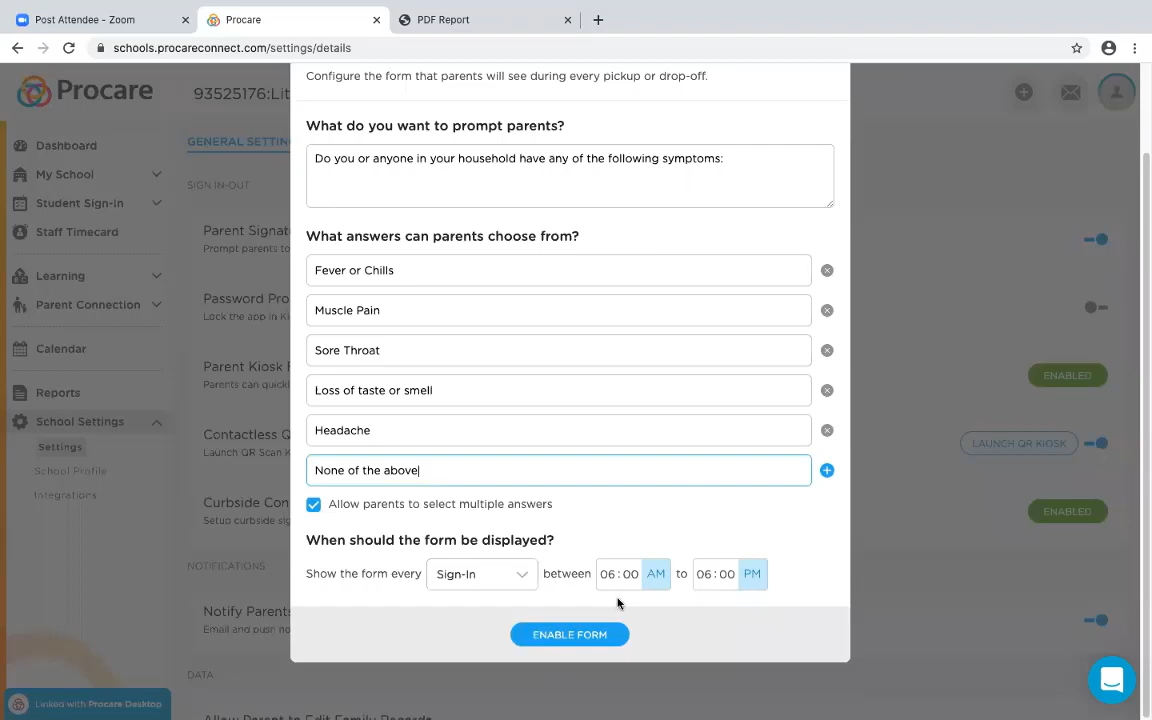 Post Attendee - Zoom
Procare
PDF Report
schools.procareconnect.com/settings/details
Procare
93525176:Lit
Dashboard
My School
Student Sign-in
Staff Timecard
Learning
Parent Connection
Calendar
Reports
School Settings
Settings
School Profile
Integrations
Linked with Procare Desktop
GENERAL SETTIN
SIGN IN-OUT
Parent Signat
Prompt parents to
Password Pro
Lock the app in Ki
Parent Kiosk F
Parents can quickl
ENABLED
Contactless Q
Launch QR Scan K
LAUNCH QR KIOSK
Curbside Con
Setup curbside sig
ENABLED
NOTIFICATIONS
Notify Parents
Email and push no
DATA
Allow Parent to Edit Family Records
Configure the form that parents will see during every pickup or drop-off.
What do you want to prompt parents?
Do you or anyone in your household have any of the following symptoms:
What answers can parents choose from?
Fever or Chills
Muscle Pain
Sore Throat
Loss of taste or smell
Headache
None of the above
Allow parents to select multiple answers
When should the form be displayed?
Show the form every Sign-In between 06:00 AM to 06:00 PM
ENABLE FORM